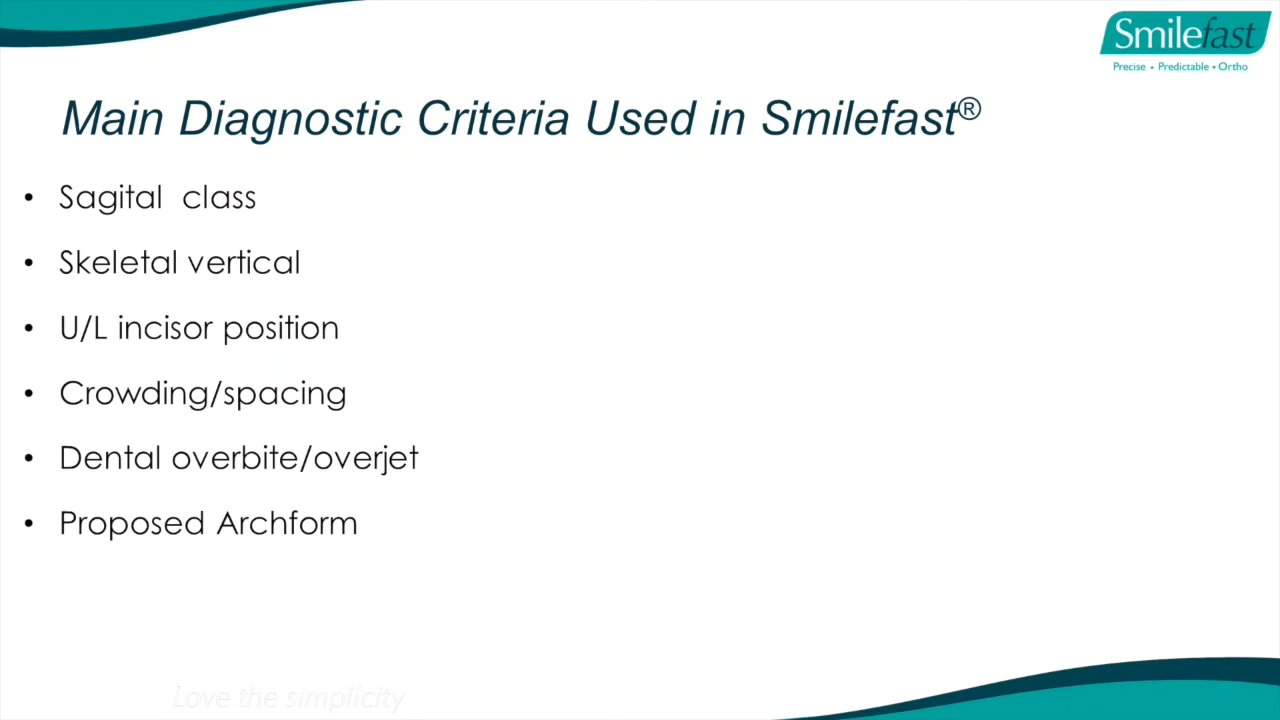 Smilefast
Precise • Predictable • Ortho
Main Diagnostic Criteria Used in Smilefast®
• Sagital class
• Skeletal vertical
• U/L incisor position
• Crowding/spacing
• Dental overbite/overjet
• Proposed Archform
Love the simplicity